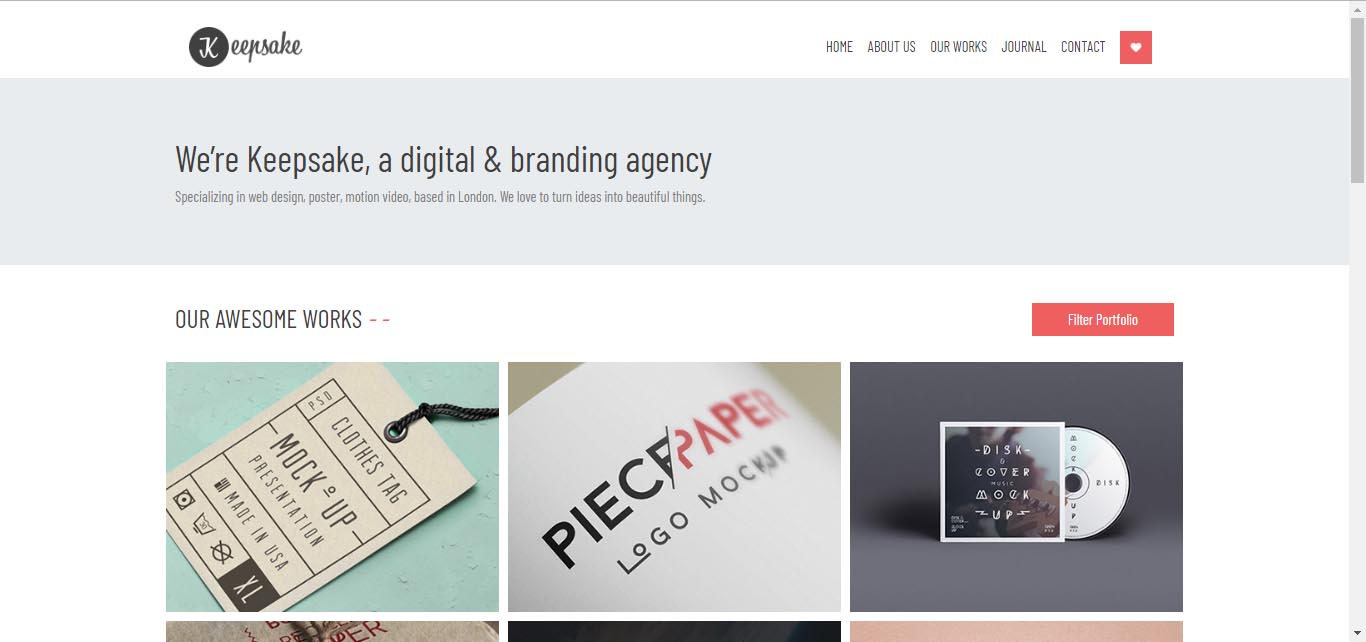 Keepsake
HOME ABOUT US OUR WORKS JOURNAL CONTACT
We’re Keepsake, a digital & branding agency
Specializing in web design, poster, motion video, based in London. We love to turn ideas into beautiful things.
OUR AWESOME WORKS - -
Filter Portfolio
PSD
CLOTHES TAG
MOCK UP
PRESENTATION
MADE IN USA
XL
PIECE PAPER
LOGO MOCKUP
-DISK-
&
COVER
MUSIC
MOCK
UP
MOCK
UP
DISK